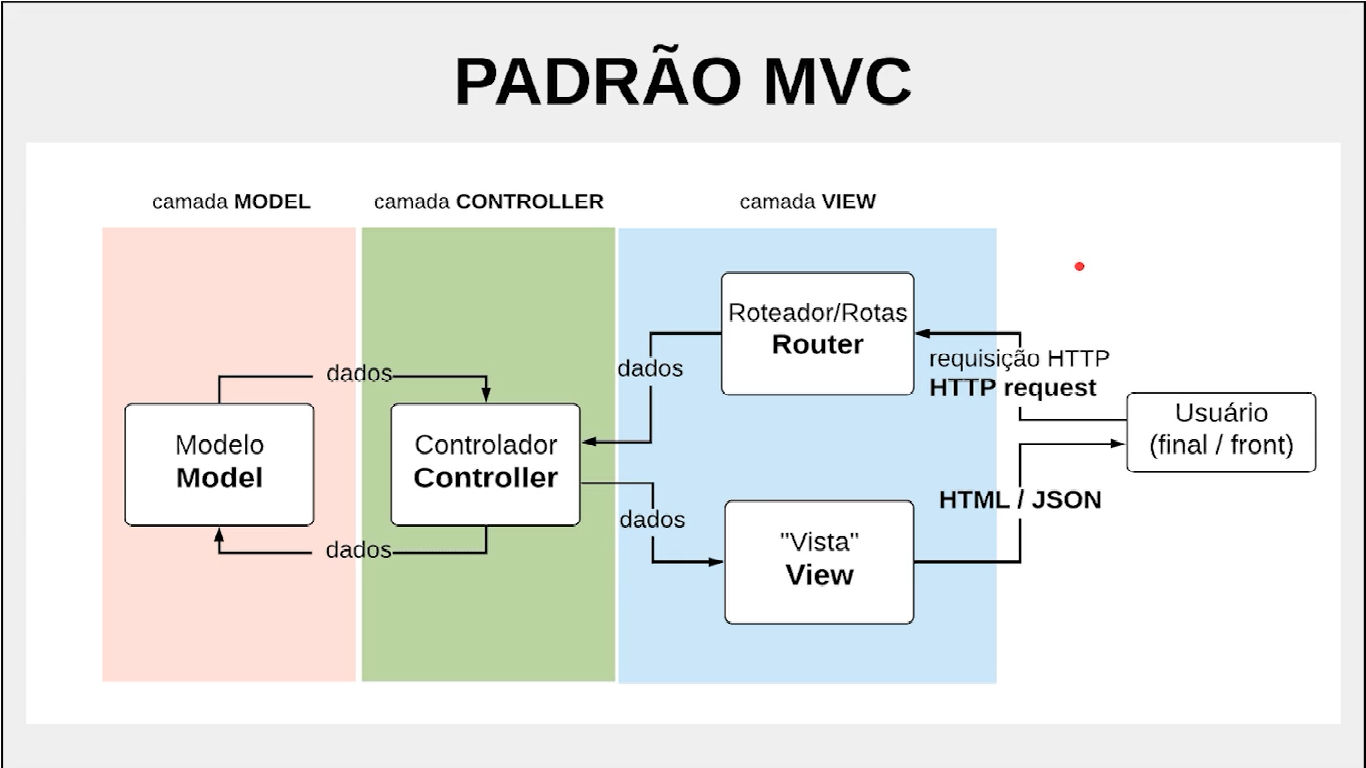 PADRÃO MVC
camada MODEL
camada CONTROLLER
camada VIEW
Roteador/Rotas
Router
requisição HTTP
HTTP request
dados
dados
Usuário
(final / front)
Modelo
Model
Controlador
Controller
HTML / JSON
dados
dados
"Vista"
View